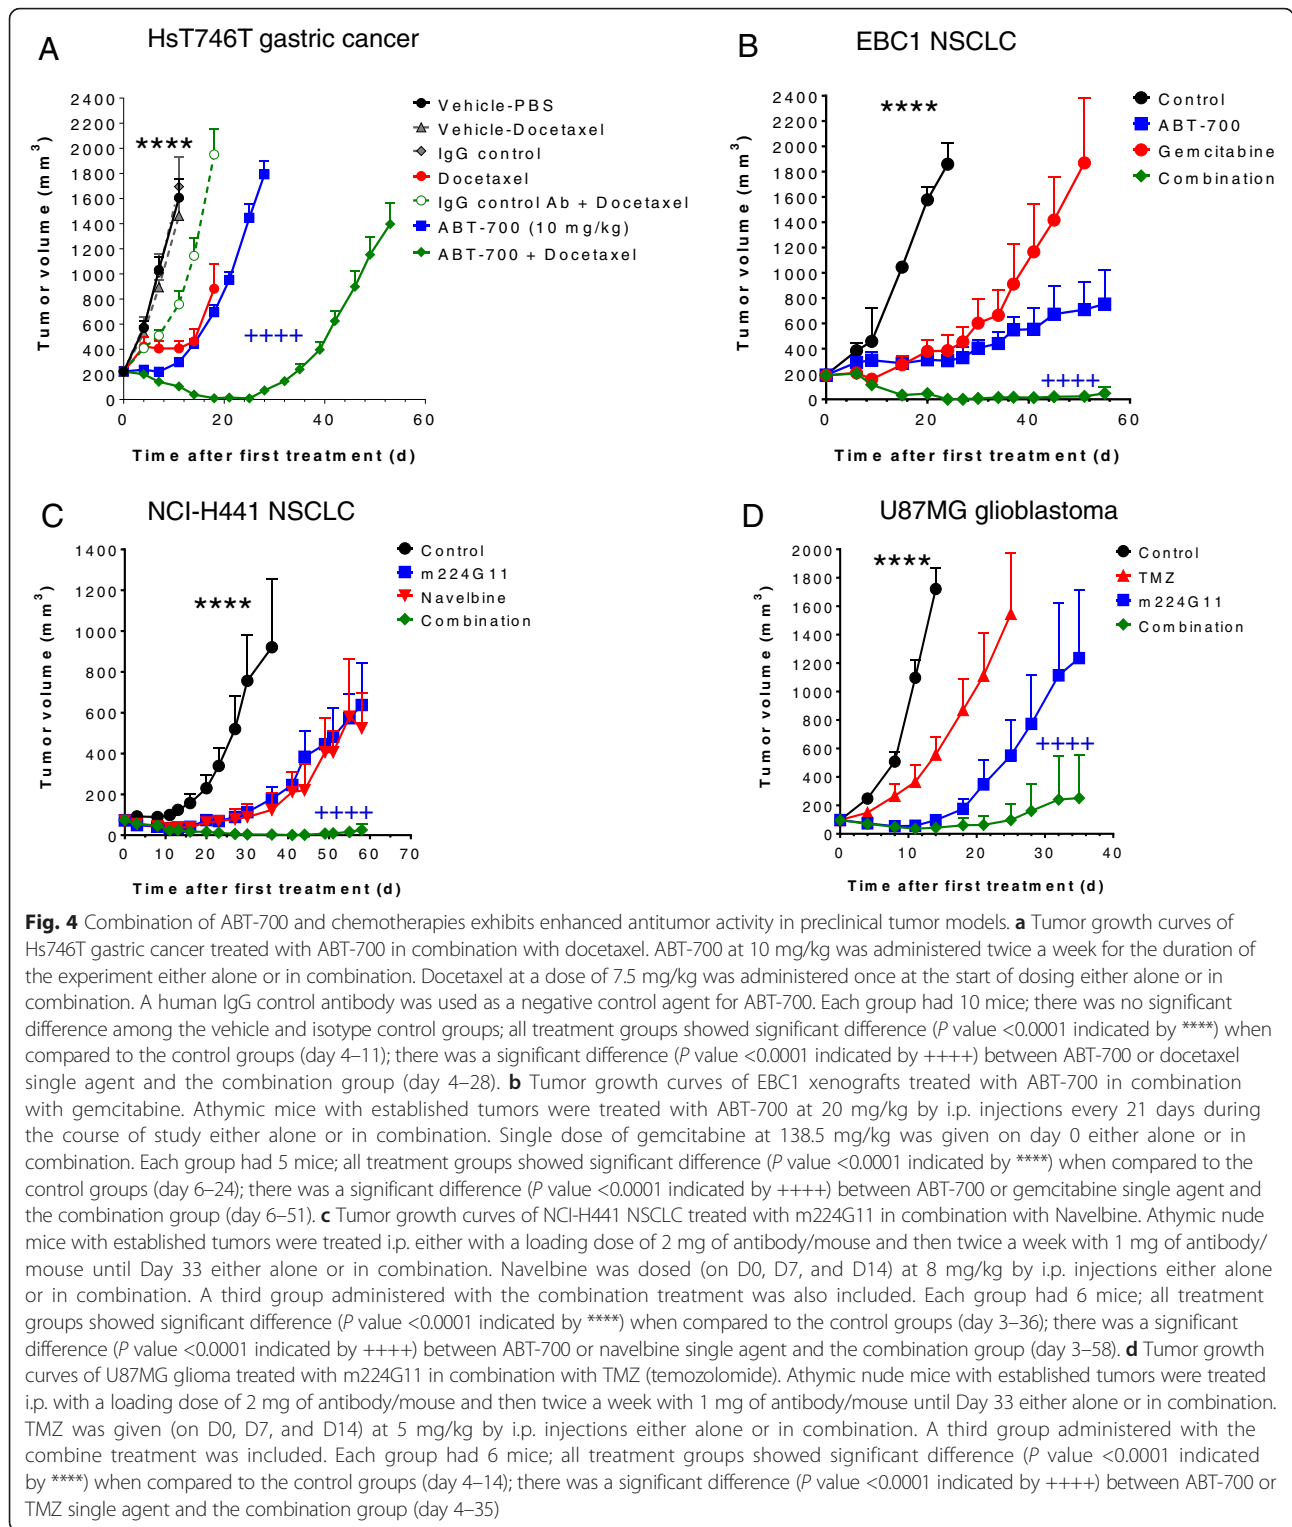 A
HsT746T gastric cancer
2400
2200
2000
1800
1600
1400
1200
1000
800
600
400
200
0
0
20
40
60
Tumor volume (mm3)
Time after first treatment (d)
****
++++
Vehicle-PBS
Vehicle-Docetaxel
IgG control
Docetaxel
IgG control Ab + Docetaxel
ABT-700 (10 mg/kg)
ABT-700 + Docetaxel
B
EBC1 NSCLC
2400
2200
2000
1800
1600
1400
1200
1000
800
600
400
200
0
0
20
40
60
Tumor volume (mm3)
Time after first treatment (d)
****
++++
Control
ABT-700
Gemcitabine
Combination
C
NCI-H441 NSCLC
1400
1200
1000
800
600
400
200
0
0
10
20
30
40
50
60
70
Tumor volume (mm3)
Time after first treatment (d)
****
++++
Control
m224G11
Navelbine
Combination
D
U87MG glioblastoma
2000
1800
1600
1400
1200
1000
800
600
400
200
0
0
10
20
30
40
Tumor volume (mm3)
Time after first treatment (d)
****
++++
Control
TMZ
m224G11
Combination
Fig. 4 Combination of ABT-700 and chemotherapies exhibits enhanced antitumor activity in preclinical tumor models. a Tumor growth curves of
Hs746T gastric cancer treated with ABT-700 in combination with docetaxel. ABT-700 at 10 mg/kg was administered twice a week for the duration of
the experiment either alone or in combination. Docetaxel at a dose of 7.5 mg/kg was administered once at the start of dosing either alone or in
combination. A human IgG control antibody was used as a negative control agent for ABT-700. Each group had 10 mice; there was no significant
difference among the vehicle and isotype control groups; all treatment groups showed significant difference (P value <0.0001 indicated by ****) when
compared to the control groups (day 4–11); there was a significant difference (P value <0.0001 indicated by ++++) between ABT-700 or docetaxel
single agent and the combination group (day 4–28). b Tumor growth curves of EBC1 xenografts treated with ABT-700 in combination
with gemcitabine. Athymic mice with established tumors were treated with ABT-700 at 20 mg/kg by i.p. injections every 21 days during
the course of study either alone or in combination. Single dose of gemcitabine at 138.5 mg/kg was given on day 0 either alone or in
combination. Each group had 5 mice; all treatment groups showed significant difference (P value <0.0001 indicated by ****) when compared to the
control groups (day 6–24); there was a significant difference (P value <0.0001 indicated by ++++) between ABT-700 or gemcitabine single agent and
the combination group (day 6–51). c Tumor growth curves of NCI-H441 NSCLC treated with m224G11 in combination with Navelbine. Athymic nude
mice with established tumors were treated i.p. either with a loading dose of 2 mg of antibody/mouse and then twice a week with 1 mg of antibody/
mouse until Day 33 either alone or in combination. Navelbine was dosed (on D0, D7, and D14) at 8 mg/kg by i.p. injections either alone
or in combination. A third group administered with the combination treatment was also included. Each group had 6 mice; all treatment
groups showed significant difference (P value <0.0001 indicated by ****) when compared to the control groups (day 3–36); there was a significant
difference (P value <0.0001 indicated by ++++) between ABT-700 or navelbine single agent and the combination group (day 3–58). d Tumor growth
curves of U87MG glioma treated with m224G11 in combination with TMZ (temozolomide). Athymic nude mice with established tumors were treated
i.p. with a loading dose of 2 mg of antibody/mouse and then twice a week with 1 mg of antibody/mouse until Day 33 either alone or in combination.
TMZ was given (on D0, D7, and D14) at 5 mg/kg by i.p. injections either alone or in combination. A third group administered with the
combine treatment was included. Each group had 6 mice; all treatment groups showed significant difference (P value <0.0001 indicated
by ****) when compared to the control groups (day 4–14); there was a significant difference (P value <0.0001 indicated by ++++) between ABT-700 or
TMZ single agent and the combination group (day 4–35)